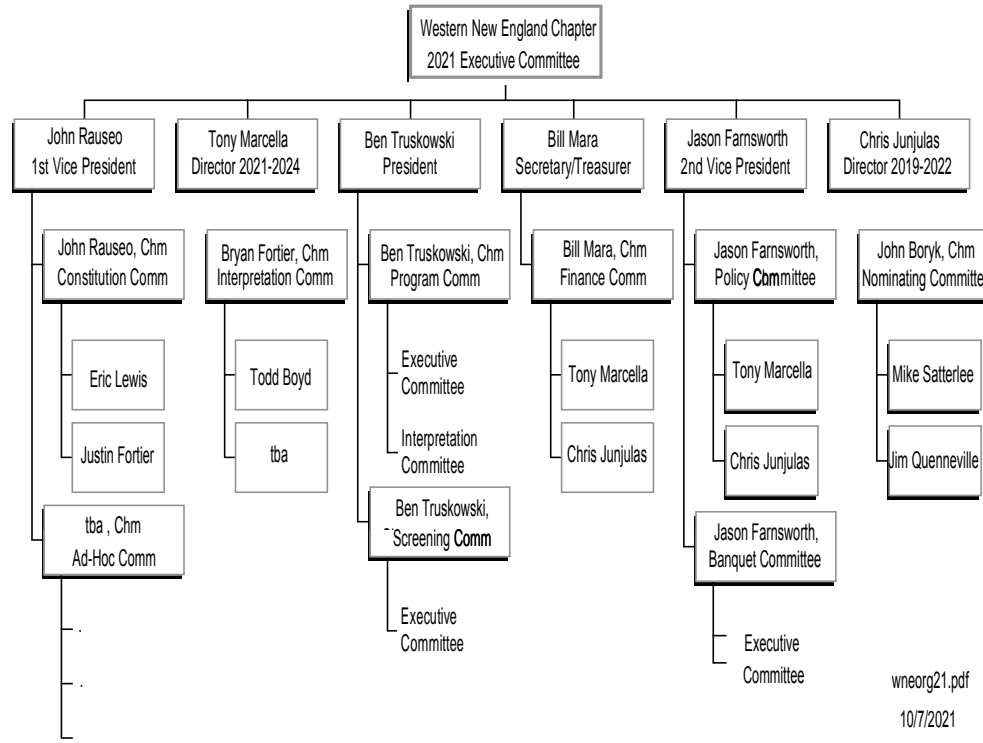 Western New England Chapter
2021 Executive Committee
John Rauseo
1st Vice President
Tony Marcella
Director 2021-2024
Ben Truskowski
President
Bill Mara
Secretary/Treasurer
Jason Farnsworth
2nd Vice President
Chris Junjulas
Director 2019-2022
John Rauseo, Chm
Constitution Comm
Bryan Fortier, Chm
Interpretation Comm
Ben Truskowski, Chm
Program Comm
Bill Mara, Chm
Finance Comm
Jason Farnsworth,
Policy Committee
Chm
John Boryk, Chm
Nominating Committe
Eric Lewis
Justin Fortier
Todd Boyd
tba
Executive
Committee
Interpretation
Committee
Tony Marcella
Chris Junjulas
Tony Marcella
Chris Junjulas
Mike Satterlee
Jim Quenneville
tba , Chm
Ad-Hoc Comm
.
.
.
Ben Truskowski,
Screening Comm
Executive
Committee
Jason Farnsworth,
Banquet Committee
Executive
Committee
wneorg21.pdf
10/7/2021